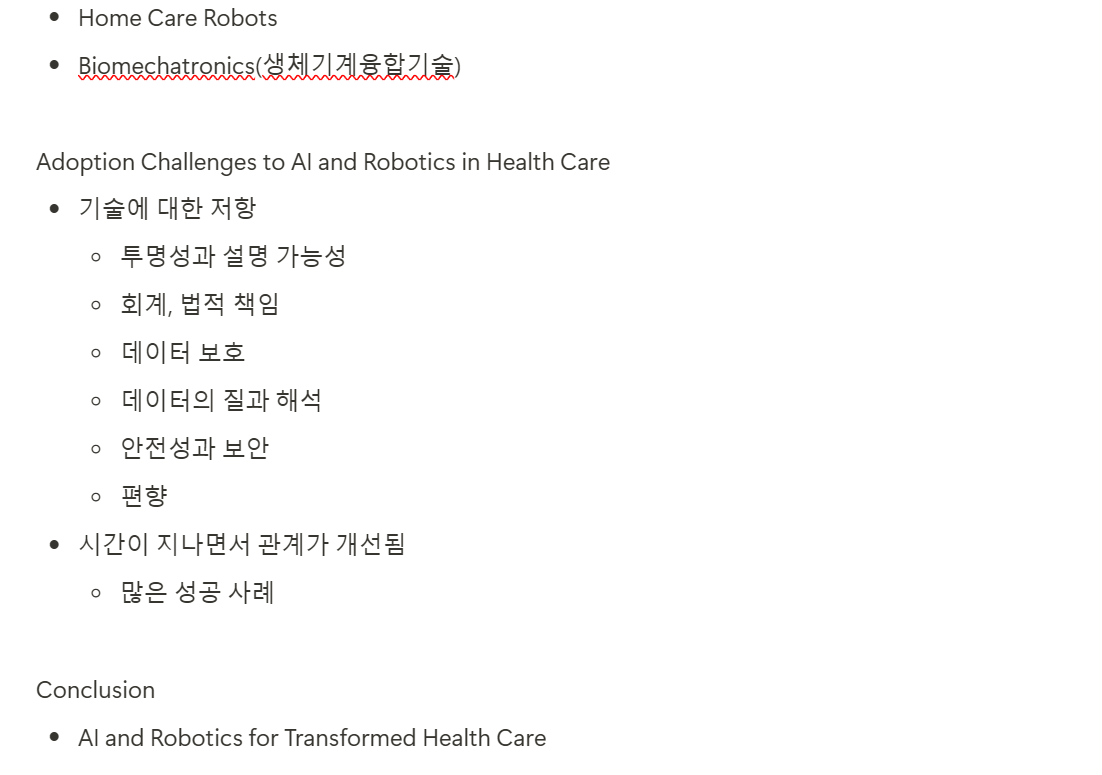 Home Care Robots
Biomechatronics(생체기계융합기술)
Adoption Challenges to AI and Robotics in Health Care
기술에 대한 저항
투명성과 설명 가능성
회계, 법적 책임
데이터 보호
데이터의 질과 해석
안전성과 보안
편향
시간이 지나면서 관계가 개선됨
많은 성공 사례
Conclusion
AI and Robotics for Transformed Health Care